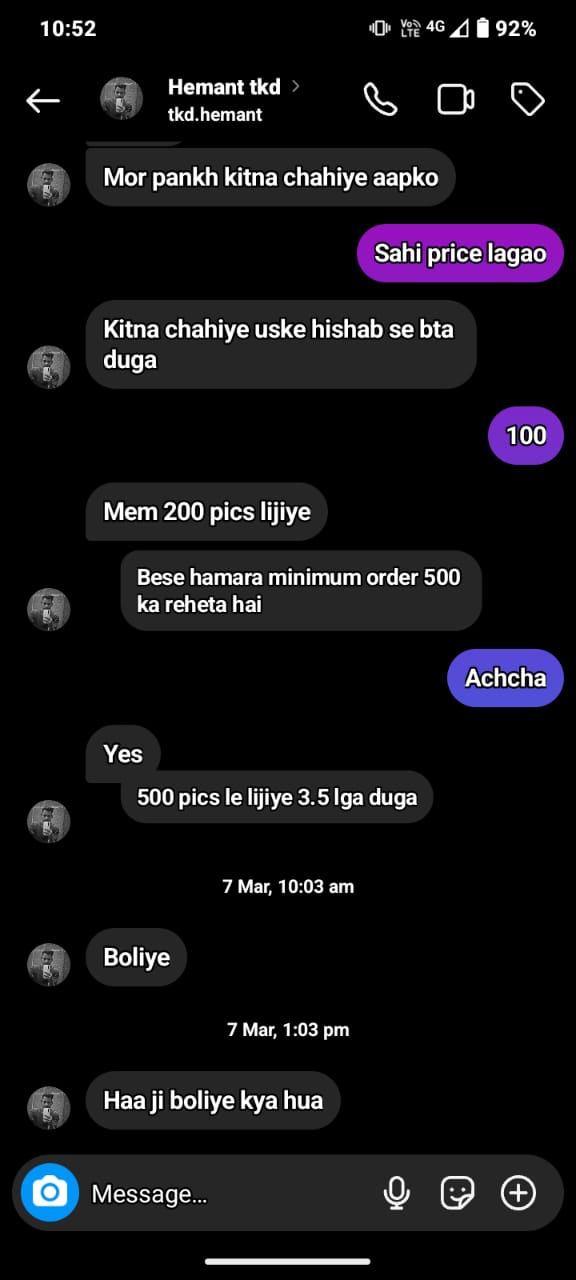 10:52
Vo LTE 4G 92%
Hemant tkd
tkd.hemant
Mor pankh kitna chahiye aapko
Sahi price lagao
Kitna chahiye uske hishab se bta
duga
100
Mem 200 pics lijiye
Bese hamara minimum order 500
ka reheta hai
Achcha
Yes
500 pics le lijiye 3.5 lga duga
7 Mar, 10:03 am
Boliye
7 Mar, 1:03 pm
Haa ji boliye kya hua
Message...